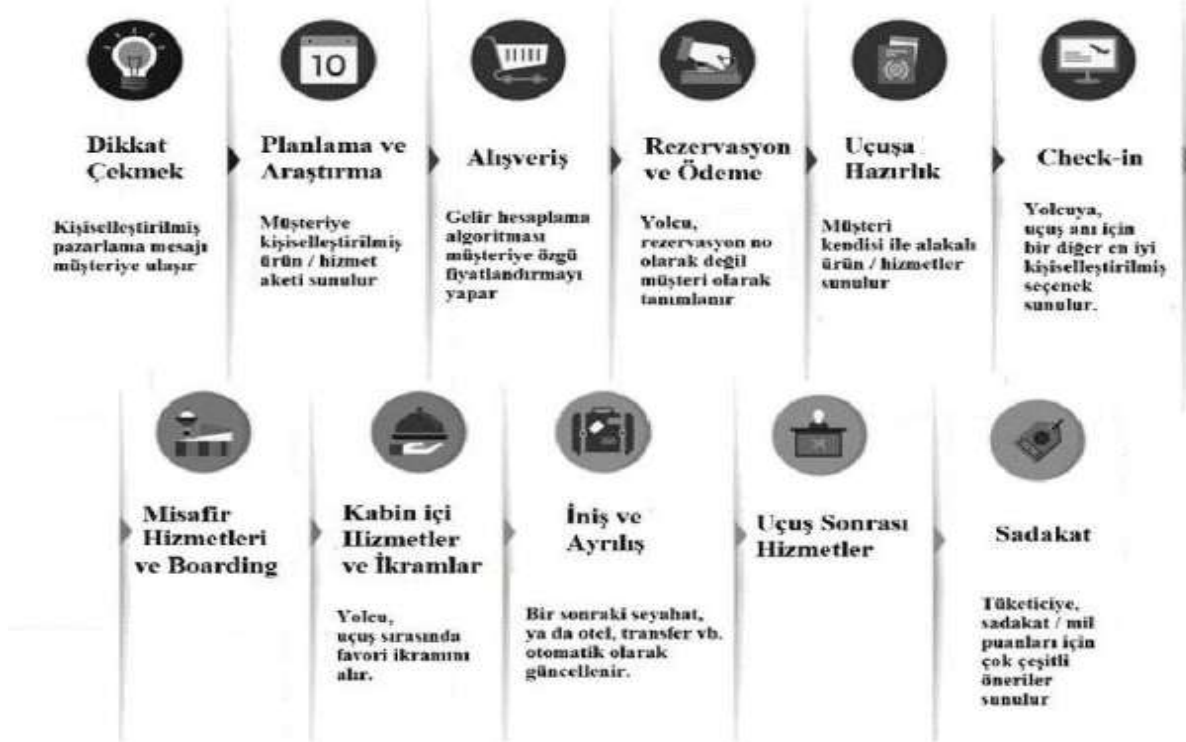 10
Dikkat
Çekmek
Kişiselleştirilmiş
pazarlama mesajı
müşteriye ulaşır
Planlama ve
Araştırma
Müşteriye
kişiselleştirilmiş
ürün / hizmet
aketi sunulur
Alışveriş
Gelir hesaplama
algoritması
müşteriye özgü
fiyatlandırmayı
yapar
Rezervasyon
ve Ödeme
Yolcu,
rezervasyon no
olarak değil
müşteri olarak
tanımlanır
Uçuşa
Hazırlık
Müşteri
kendisi ile alakalı
ürün / hizmetler
sunulur
Check-in
Yolcuya,
uçuş anı için
bir diğer en iyi
kişiselleştirilmiş
seçenek
sunulur.
Misafir
Hizmetleri
ve Boarding
Kabin içi
Hizmetler
ve İkramlar
Yolcu,
uçuş sırasında
favori ikramını
alır.
İniş ve
Ayrılış
Bir sonraki seyahat,
ya da otel, transfer vb.
otomatik olarak
güncellenir.
Uçuş Sonrası
Hizmetler
Sadakat
Tüketiciye,
sadakat / mil
puanları için
çok çeşitli
öneriler
sunulur